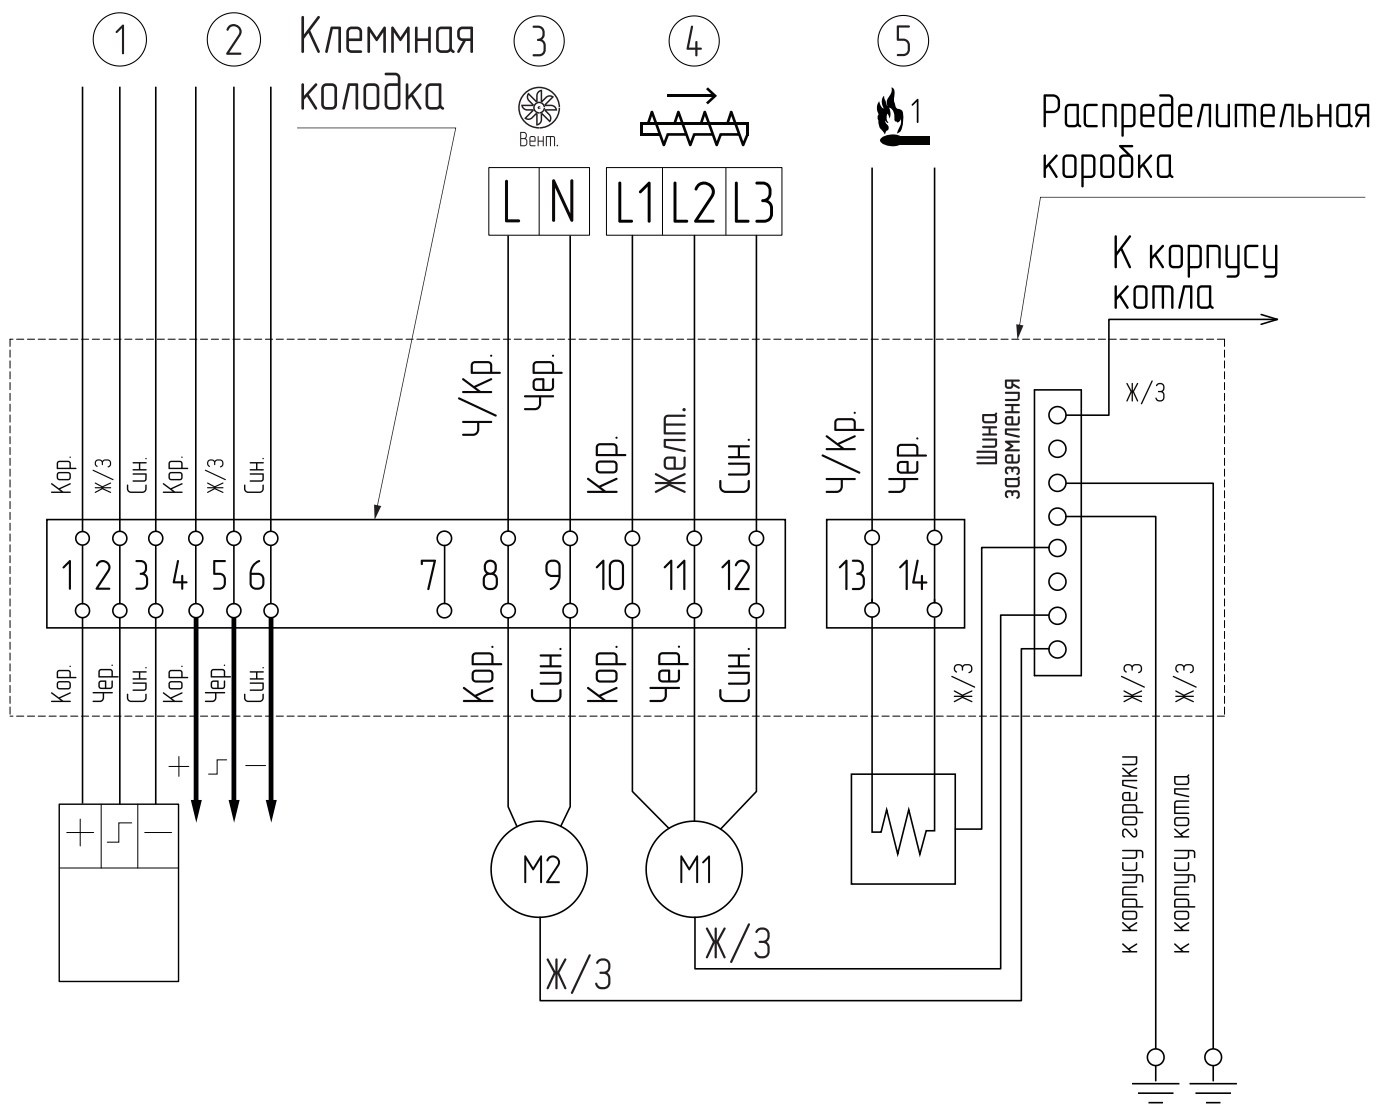 1 2 Клеммная 3 4 5
колодка
Вент.
1
Распределительная
коробка
L N L1 L2 L3
К корпусу
котла
Ч/Кр. Чер.
Ж/З
Шина
заземления
Кор. Ж/З Син. Кор. Ж/З Син. Кор. Желт. Син. Ч/Кр. Чер.
1 2 3 4 5 6 7 8 9 10 11 12 13 14
Кор. Чер. Син. Кор. Чер. Син. Кор. Син. Кор. Чер. Син. Ж/З Ж/З Ж/З
+ −
+ −
к корпусу горелки
к корпусу котла
М2 М1
Ж/З
Ж/З